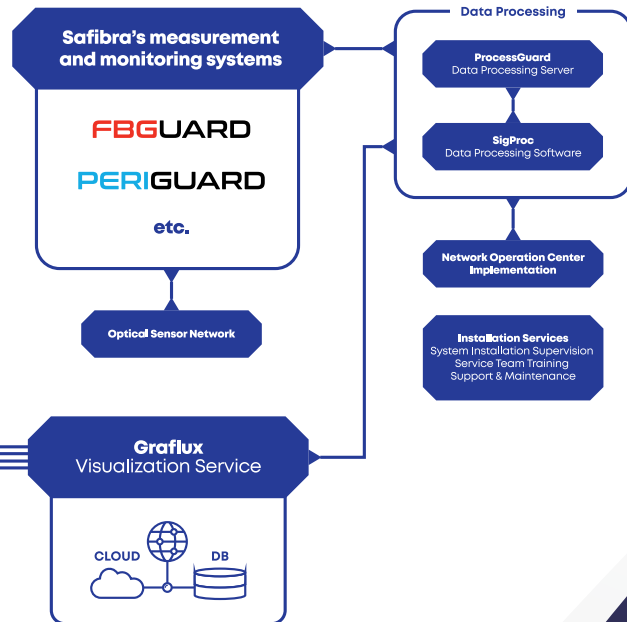 Safibra's measurement
and monitoring systems
FBGUARD
PERIGUARD
etc.
Optical Sensor Network
Data Processing
ProcessGuard
Data Processing Server
SigProc
Data Processing Software
Network Operation Center
Implementation
Installation Services
System Installation Supervision
Service Team Training
Support & Maintenance
Graflux
Visualization Service
CLOUD
DB